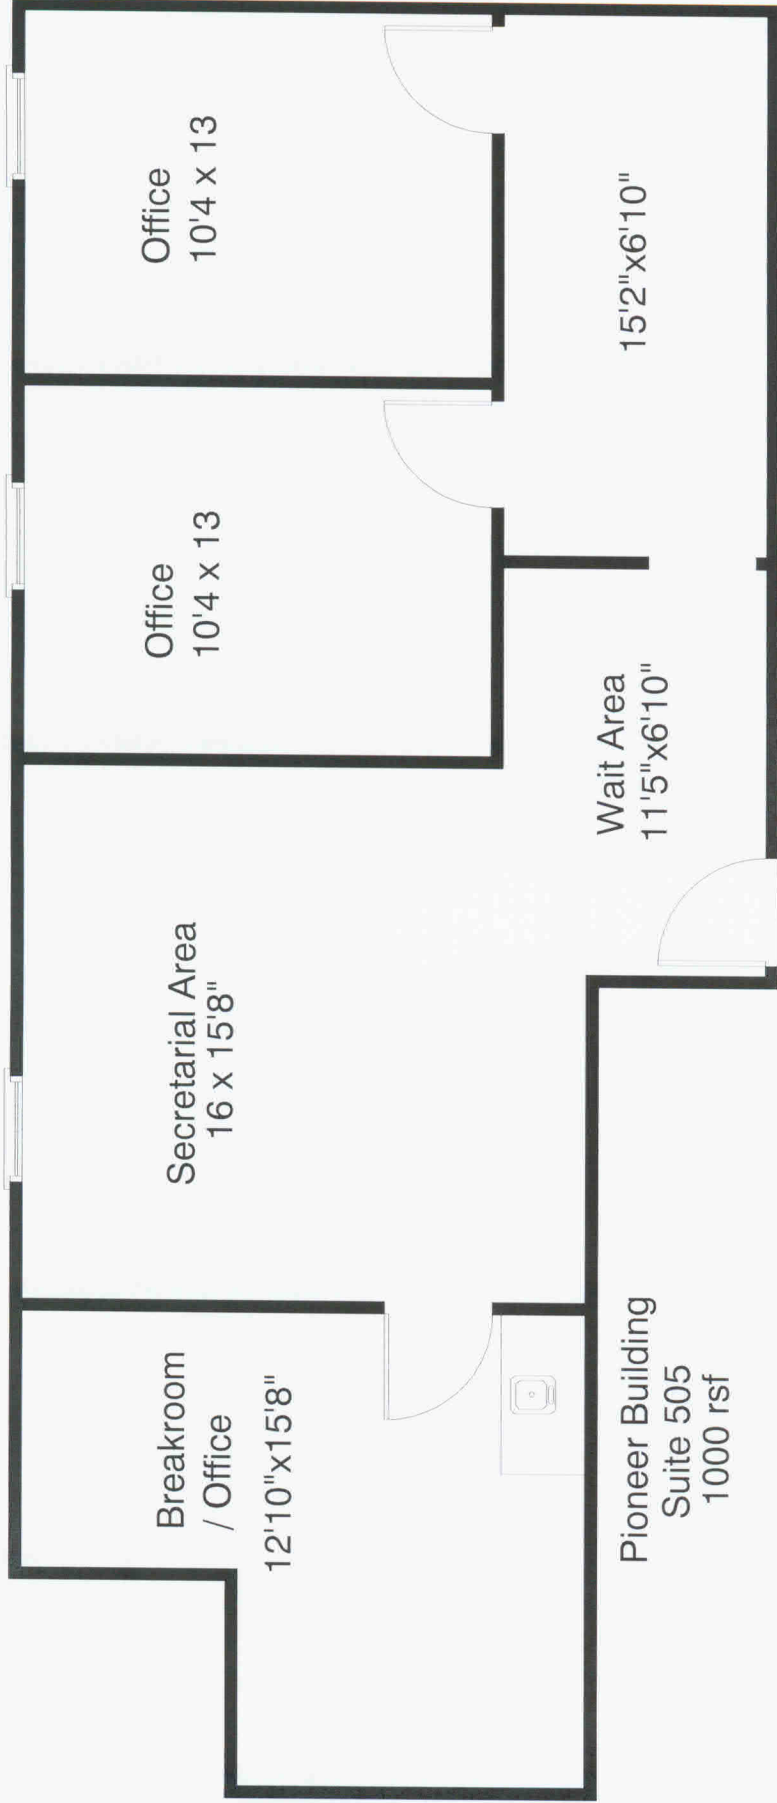 Breakroom
/ Office
12'10"x15'8"
Secretarial Area
16 x 15'8"
Office
10'4 x 13
Office
10'4 x 13
Wait Area
11'5"x6'10"
15'2"x6'10"
Pioneer Building
Suite 505
1000 rsf